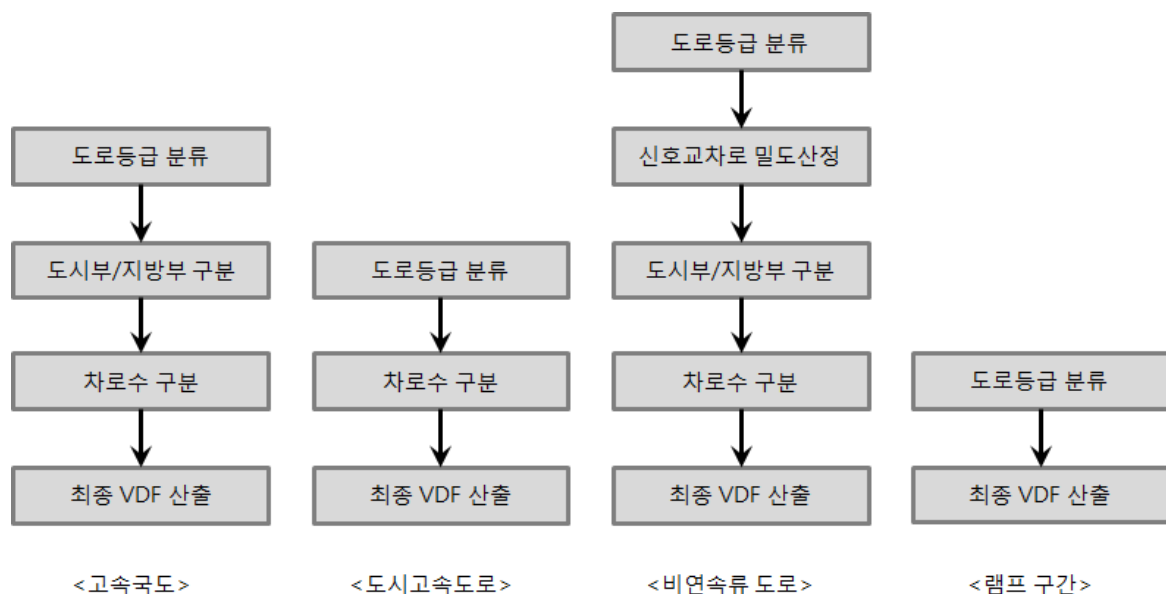 도로등급 분류
도시부/지방부 구분
차로수 구분
최종 VDF 산출
<고속국도>
도로등급 분류
차로수 구분
최종 VDF 산출
<도시고속도로>
도로등급 분류
신호교차로 밀도산정
도시부/지방부 구분
차로수 구분
최종 VDF 산출
<비연속류 도로>
도로등급 분류
최종 VDF 산출
<램프 구간>